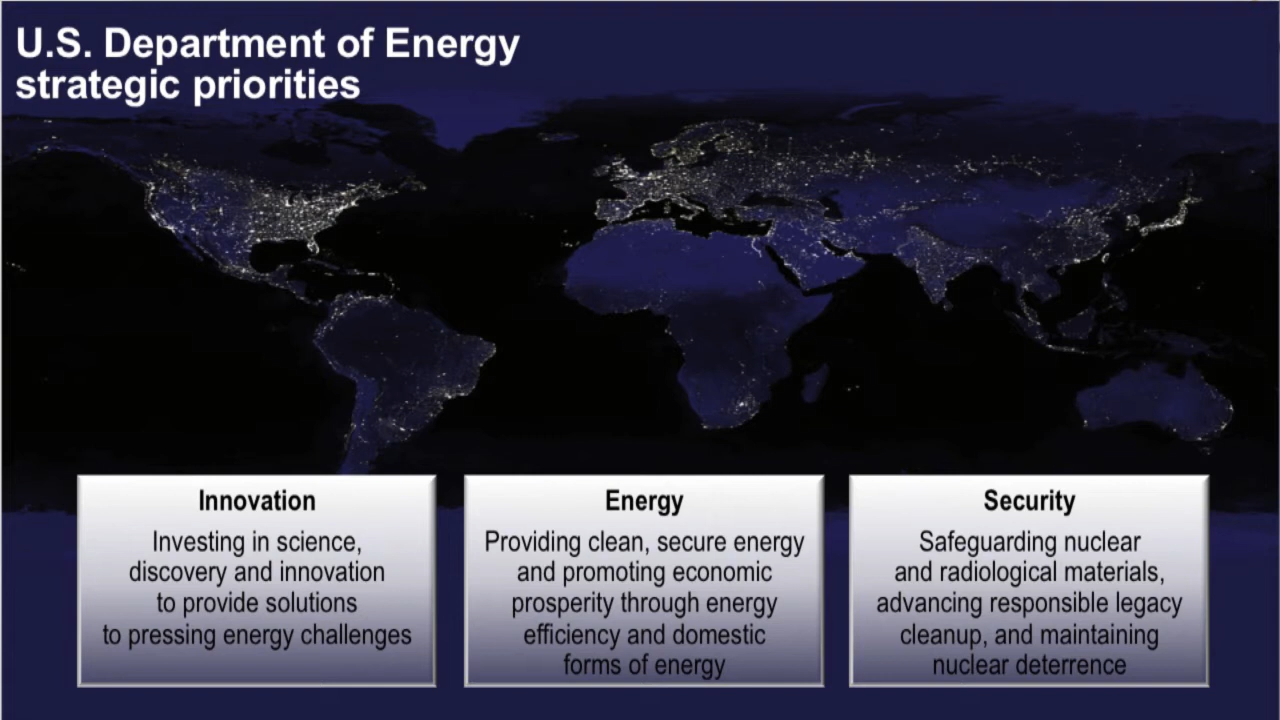 U.S. Department of Energy
strategic priorities
Innovation
Investing in science,
discovery and innovation
to provide solutions
to pressing energy challenges
Energy
Providing clean, secure energy
and promoting economic
prosperity through energy
efficiency and domestic
forms of energy
Security
Safeguarding nuclear
and radiological materials,
advancing responsible legacy
cleanup, and maintaining
nuclear deterrence